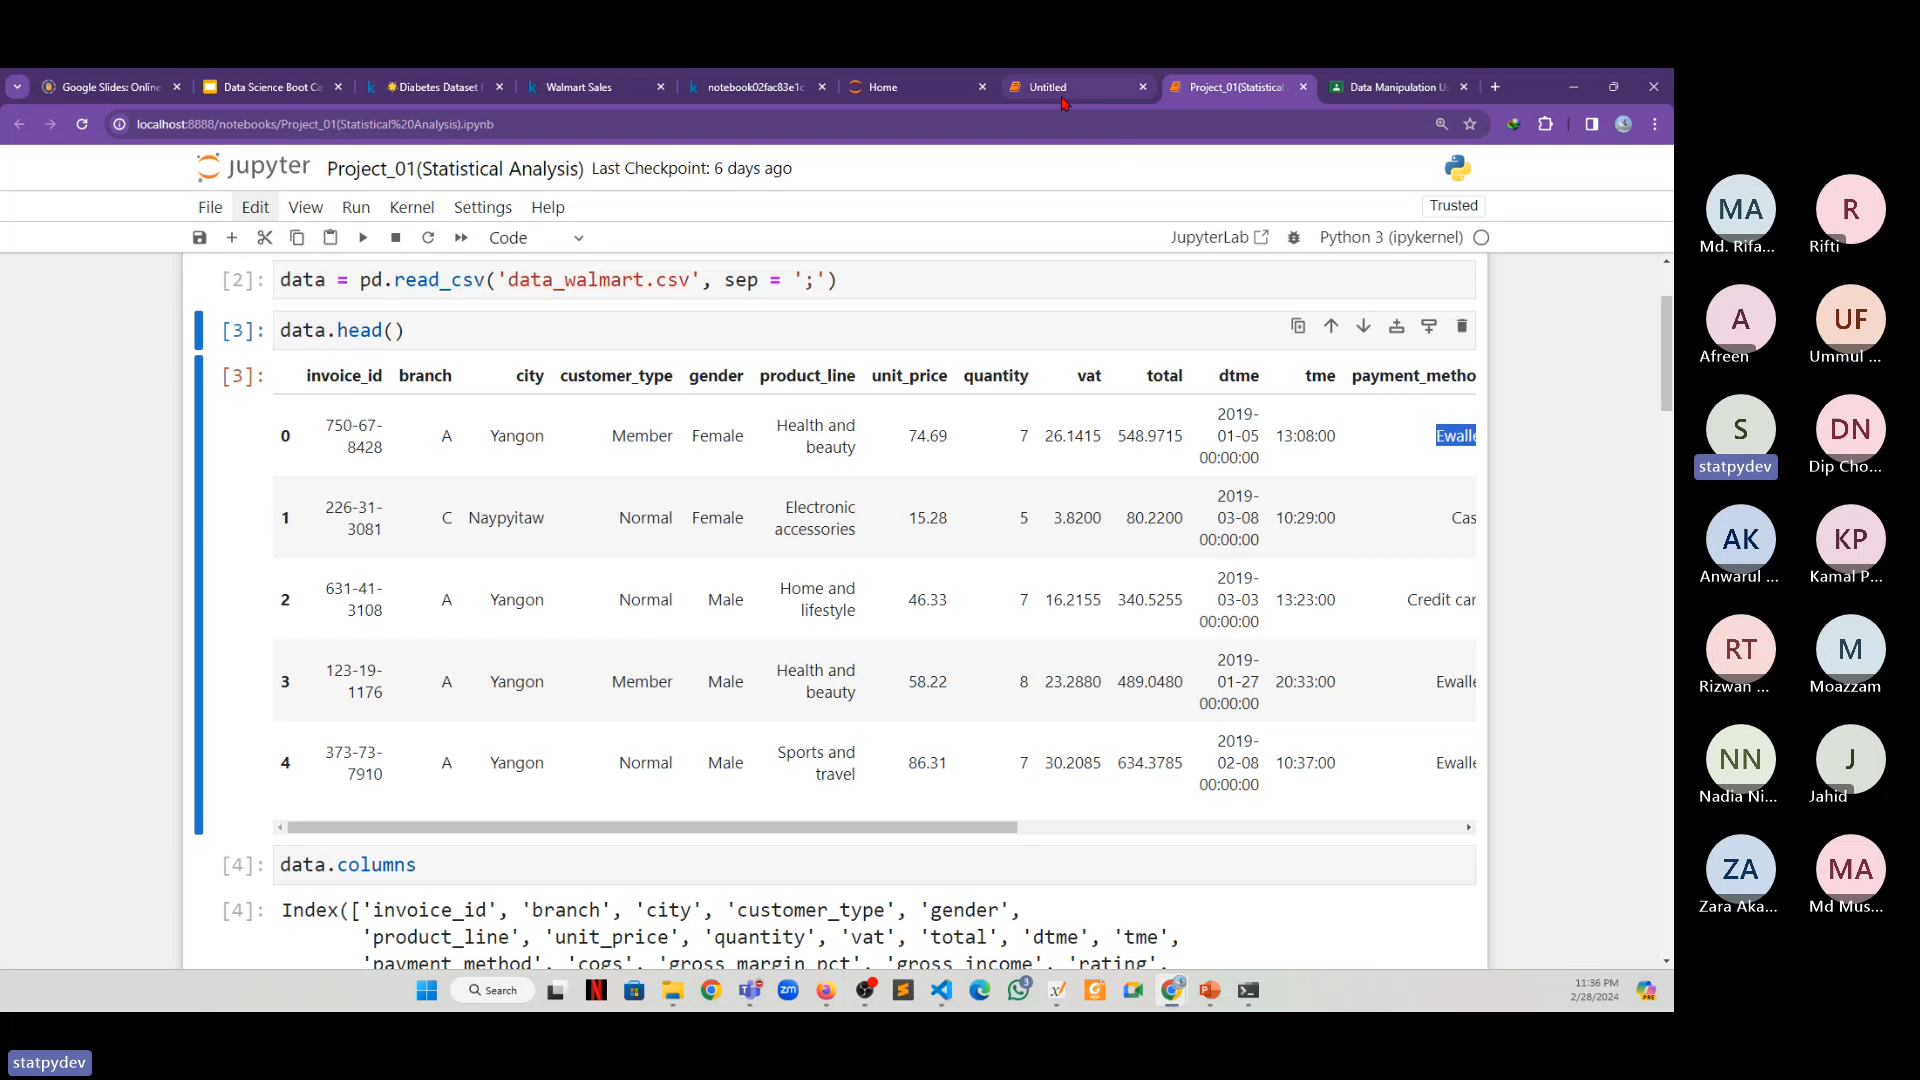 Google Slides: Online
Data Science Boot Ca
Diabetes Dataset
Walmart Sales
notebook02fac83e1c
Home
Untitled
Project_01(Statistical
Data Manipulation U
localhost:8888/notebooks/Project_01(Statistical%20Analysis).ipynb
jupyter Project_01(Statistical Analysis) Last Checkpoint: 6 days ago
File Edit View Run Kernel Settings Help
Trusted
Code
JupyterLab
Python 3 (ipykernel)
[2]: data = pd.read_csv('data_walmart.csv', sep = ';')
[3]: data.head()
[3]: invoice_id branch city customer_type gender product_line unit_price quantity vat total dtme tme payment_metho
0 750-67-8428 A Yangon Member Female Health and beauty 74.69 7 26.1415 548.9715 2019-01-05 00:00:00 13:08:00 Ewalle
1 226-31-3081 C Naypyitaw Normal Female Electronic accessories 15.28 5 3.8200 80.2200 2019-03-08 00:00:00 10:29:00 Cas
2 631-41-3108 A Yangon Normal Male Home and lifestyle 46.33 7 16.2155 340.5255 2019-03-03 00:00:00 13:23:00 Credit car
3 123-19-1176 A Yangon Member Male Health and beauty 58.22 8 23.2880 489.0480 2019-01-27 00:00:00 20:33:00 Ewalle
4 373-73-7910 A Yangon Normal Male Sports and travel 86.31 7 30.2085 634.3785 2019-02-08 00:00:00 10:37:00 Ewalle
[4]: data.columns
[4]: Index(['invoice_id', 'branch', 'city', 'customer_type', 'gender',
'product_line', 'unit_price', 'quantity', 'vat', 'total', 'dtme', 'tme',
'payment_method', 'cogs', 'gross_margin_pct', 'gross_income', 'rating',
Search
11:36 PM
2/28/2024
MA R
Md. Rifa... Rifti
A UF
Afreen Ummul ...
S DN
statpydev Dip Cho...
AK KP
Anwarul ... Kamal P...
RT M
Rizwan ... Moazzam
NN J
Nadia Ni... Jahid
ZA MA
Zara Aka... Md Mus...
statpydev